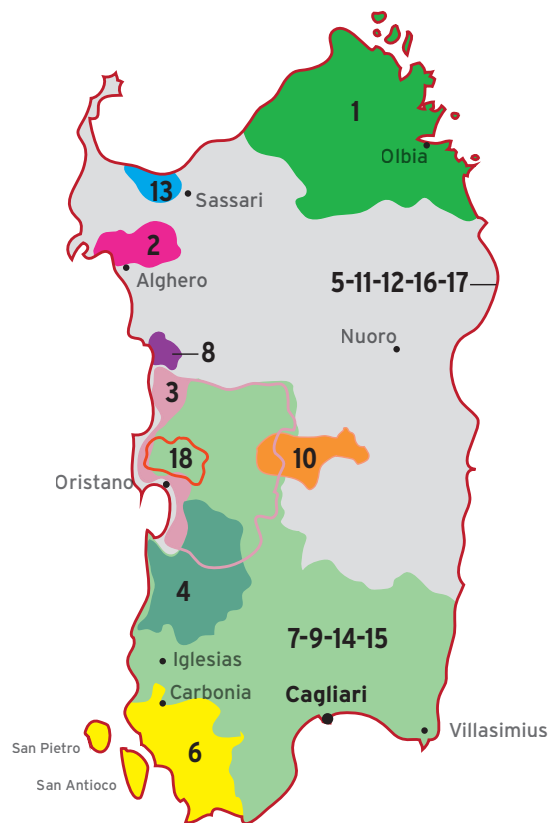 1
Olbia
13
Sassari
2
Alghero
5-11-12-16-17
Nuoro
8
3
18
10
Oristano
4
7-9-14-15
Iglesias
Carbonia
Cagliari
Villasimius
San Pietro
6
San Antioco